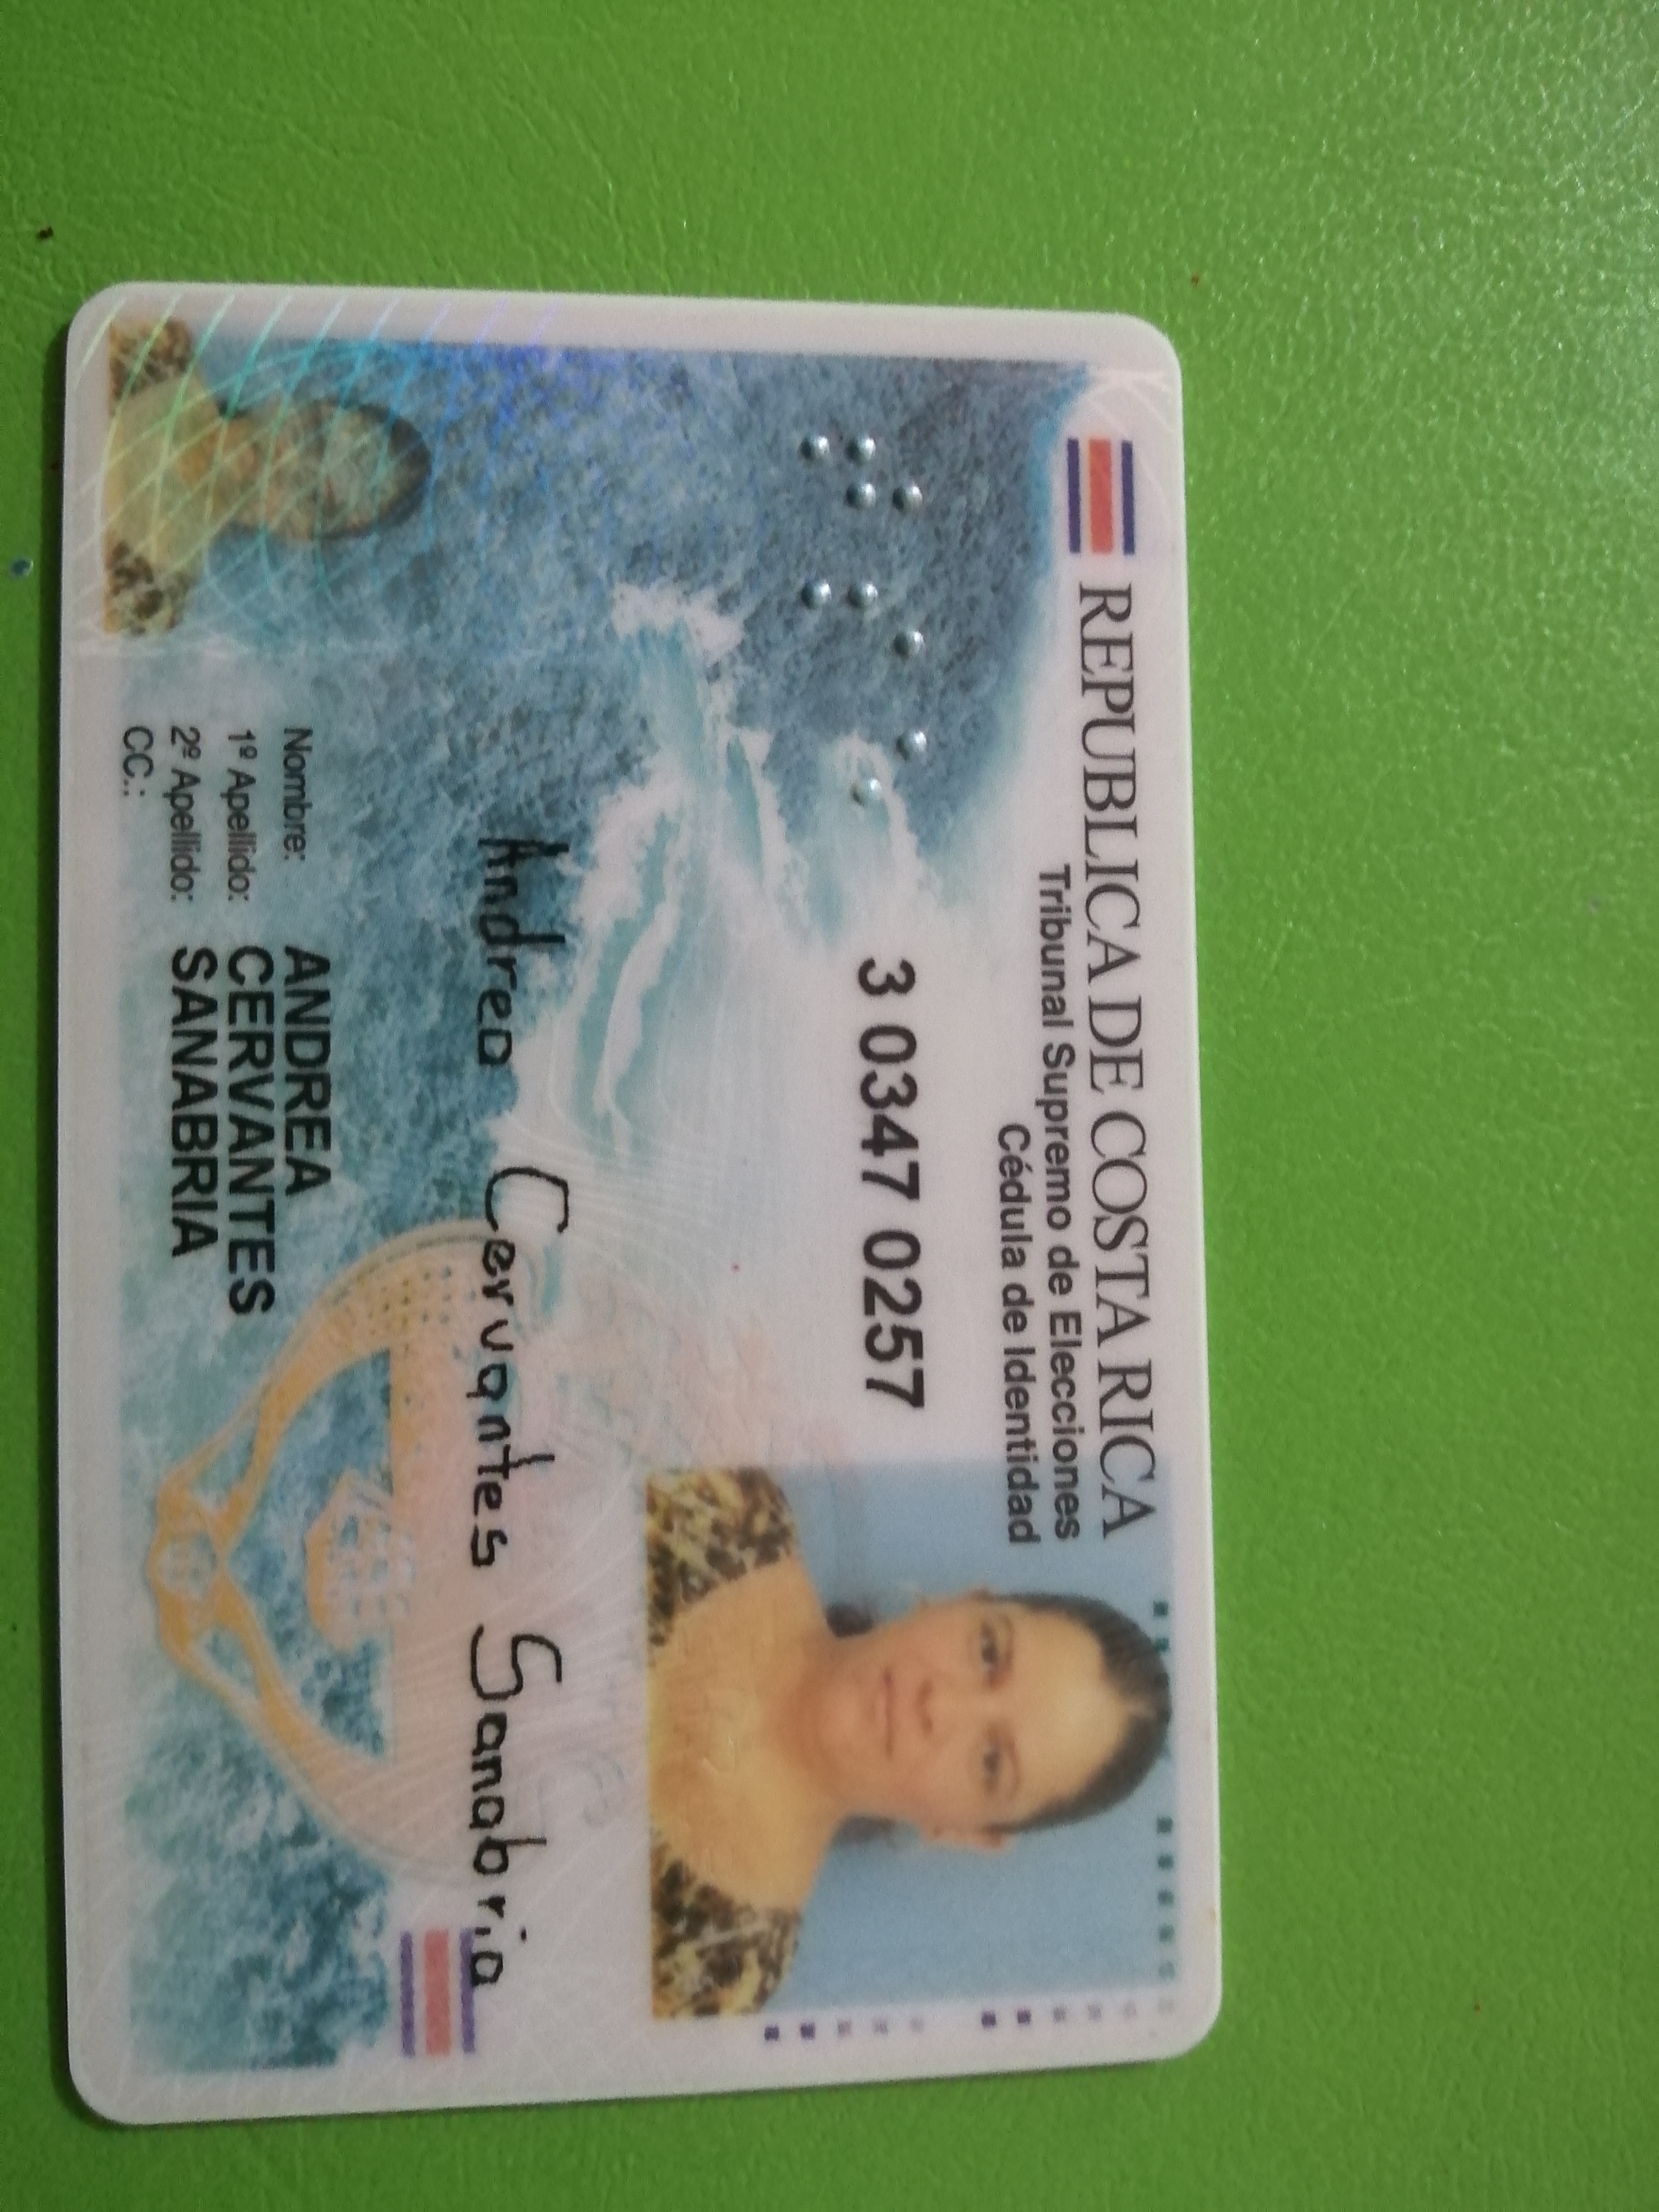 REPUBLICA DE COSTA RICA
Tribunal Supremo de Elecciones
Cédula de Identidad
3 0347 0257
Andrea Cervantes Sanabria
Nombre: ANDREA
1º Apellido: CERVANTES
2º Apellido: SANABRIA
CC.: